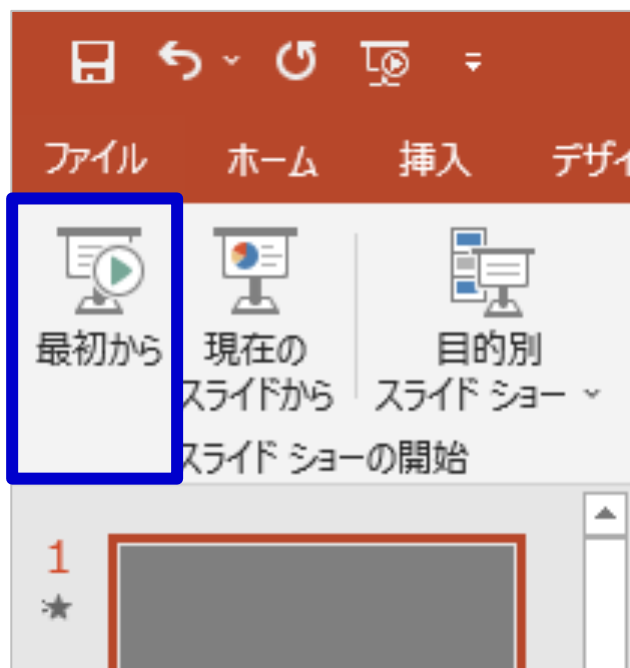 ファイル ホーム 挿入 デザイ
最初から 現在の 目的別
スライドから スライド ショー
スライド ショーの開始
1